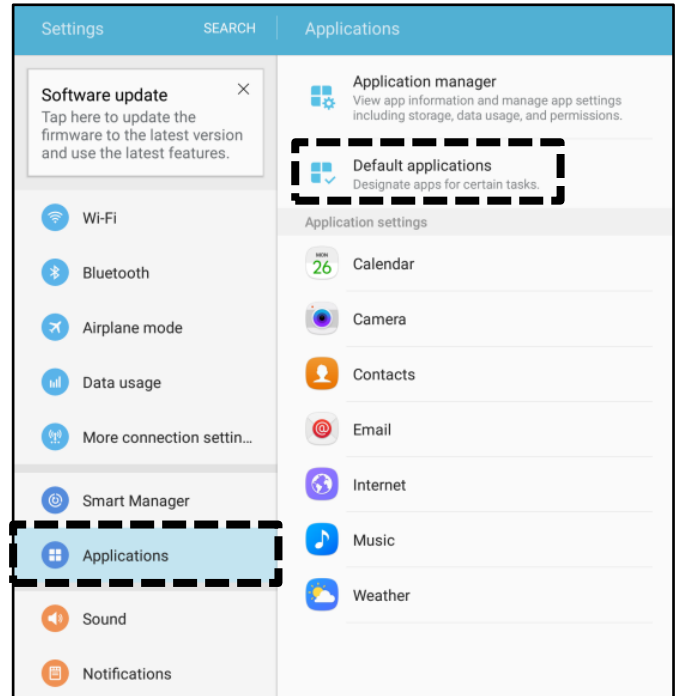 Settings
SEARCH
Applications
Software update
Tap here to update the
firmware to the latest version
and use the latest features.
Wi-Fi
Bluetooth
Airplane mode
Data usage
More connection settin...
Smart Manager
Applications
Sound
Notifications
Application manager
View app information and manage app settings
including storage, data usage, and permissions.
Default applications
Designate apps for certain tasks.
Application settings
MON
26
Calendar
Camera
Contacts
@
Email
Internet
Music
Weather